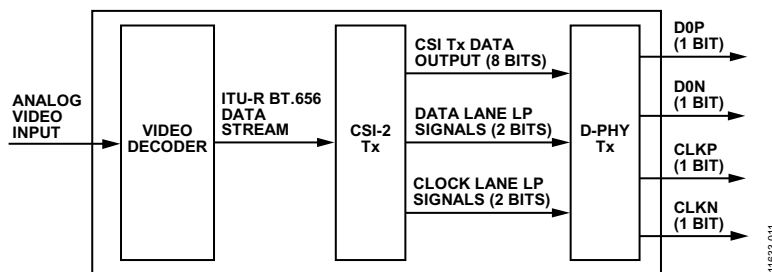 ANALOG
VIDEO
INPUT
VIDEO
DECODER
ITU-R BT.656
DATA
STREAM
CSI-2
Tx
CSI Tx DATA
OUTPUT (8 BITS)
DATA LANE LP
SIGNALS (2 BITS)
CLOCK LANE LP
SIGNALS (2 BITS)
D-PHY
Tx
D0P
(1 BIT)
D0N
(1 BIT)
CLKP
(1 BIT)
CLKN
(1 BIT)
11633-011